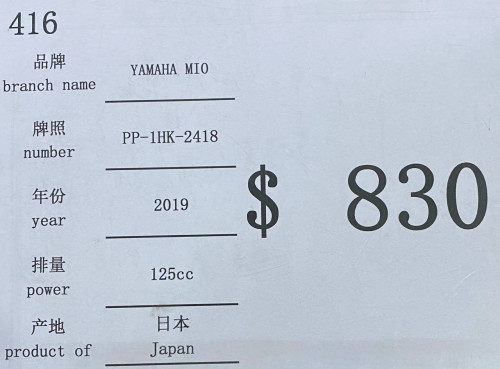 416
品牌
branch name
YAMAHA MIO
牌照
number
PP-1HK-2418
年份
year
2019
$ 830
排量
power
125cc
产地
product of
日本
Japan